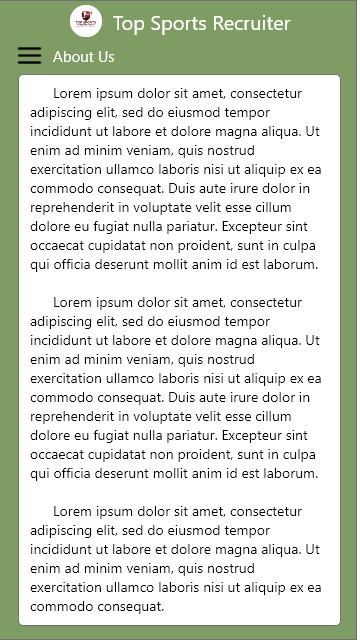 Top Sports Recruiter
About Us
Lorem ipsum dolor sit amet, consectetur
adipiscing elit, sed do eiusmod tempor
incididunt ut labore et dolore magna aliqua. Ut
enim ad minim veniam, quis nostrud
exercitation ullamco laboris nisi ut aliquip ex ea
commodo consequat. Duis aute irure dolor in
reprehenderit in voluptate velit esse cillum
dolore eu fugiat nulla pariatur. Excepteur sint
occaecat cupidatat non proident, sunt in culpa
qui officia deserunt mollit anim id est laborum.
Lorem ipsum dolor sit amet, consectetur
adipiscing elit, sed do eiusmod tempor
incididunt ut labore et dolore magna aliqua. Ut
enim ad minim veniam, quis nostrud
exercitation ullamco laboris nisi ut aliquip ex ea
commodo consequat. Duis aute irure dolor in
reprehenderit in voluptate velit esse cillum
dolore eu fugiat nulla pariatur. Excepteur sint
occaecat cupidatat non proident, sunt in culpa
qui officia deserunt mollit anim id est laborum.
Lorem ipsum dolor sit amet, consectetur
adipiscing elit, sed do eiusmod tempor
incididunt ut labore et dolore magna aliqua. Ut
enim ad minim veniam, quis nostrud
exercitation ullamco laboris nisi ut aliquip ex ea
commodo consequat.